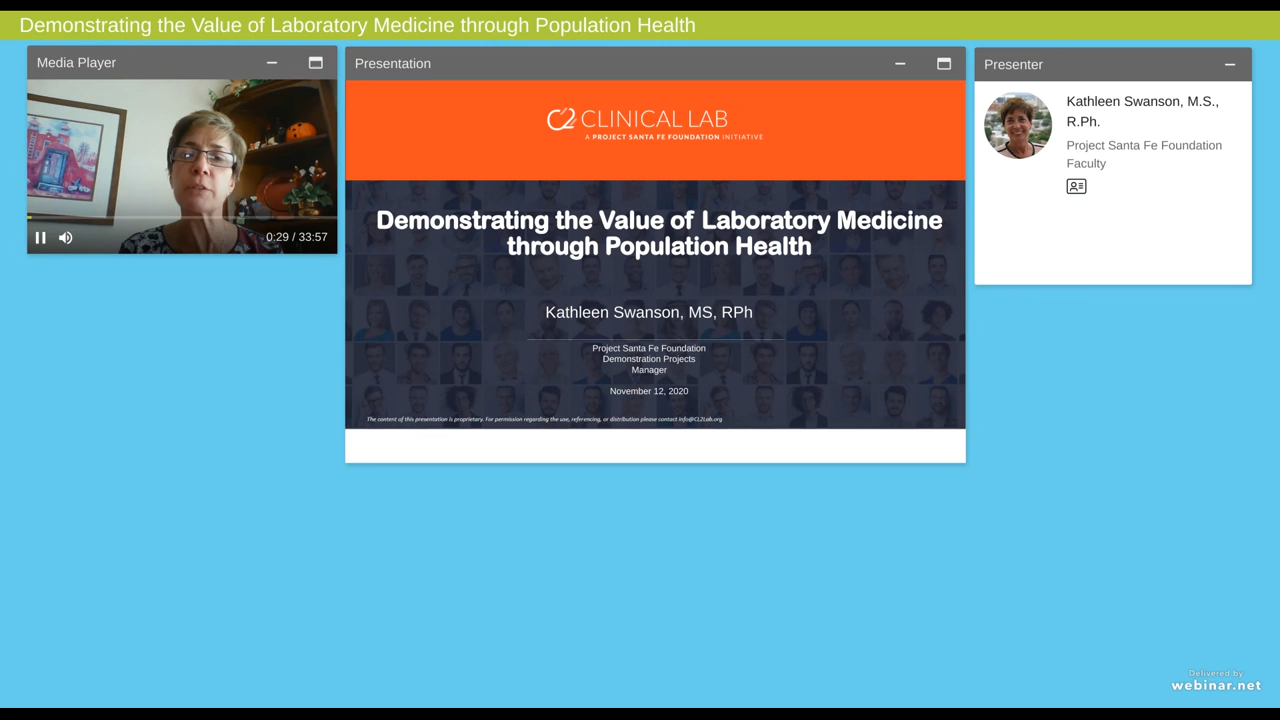 Demonstrating the Value of Laboratory Medicine through Population Health
Media Player
0:29 / 33:57
Presentation
C2 CLINICAL LAB
A PROJECT SANTA FE FOUNDATION INITIATIVE
Demonstrating the Value of Laboratory Medicine
through Population Health
Kathleen Swanson, MS, RPh
Project Santa Fe Foundation
Demonstration Projects
Manager
November 12, 2020
The content of this presentation is proprietary. For permission regarding the use, referencing, or distribution please contact info@CL2Lab.org
Presenter
Kathleen Swanson, M.S.,
R.Ph.
Project Santa Fe Foundation
Faculty
Delivered by
webinar.net